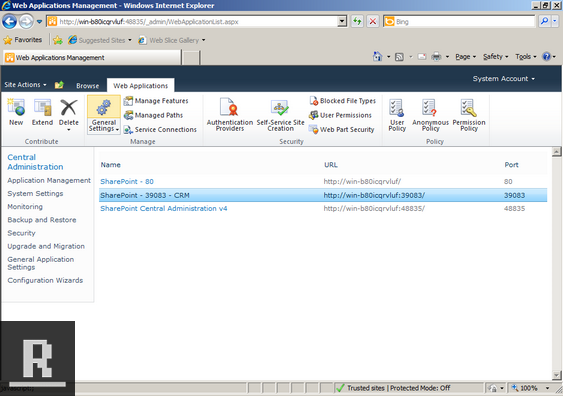 Web Applications Management - Windows Internet Explorer
http://win-b80icqrvluf:48835/_admin/WebApplicationList.aspx
Bing
Favorites
Suggested Sites
Web Slice Gallery
Web Applications Management
Page
Safety
Tools
System Account
Site Actions
Browse
Web Applications
New
Extend
Delete
General Settings
Manage Features
Managed Paths
Service Connections
Authentication Providers
Self-Service Site Creation
Blocked File Types
User Permissions
Web Part Security
User Policy
Anonymous Policy
Permission Policy
Contribute
Manage
Security
Policy
Central Administration
Application Management
System Settings
Monitoring
Backup and Restore
Security
Upgrade and Migration
General Application Settings
Configuration Wizards
Name URL Port
SharePoint - 80 http://win-b80icqrvluf/ 80
SharePoint - 39083 - CRM http://win-b80icqrvluf:39083/ 39083
SharePoint Central Administration v4 http://win-b80icqrvluf:48835/ 48835
R
Trusted sites | Protected Mode: Off
100%